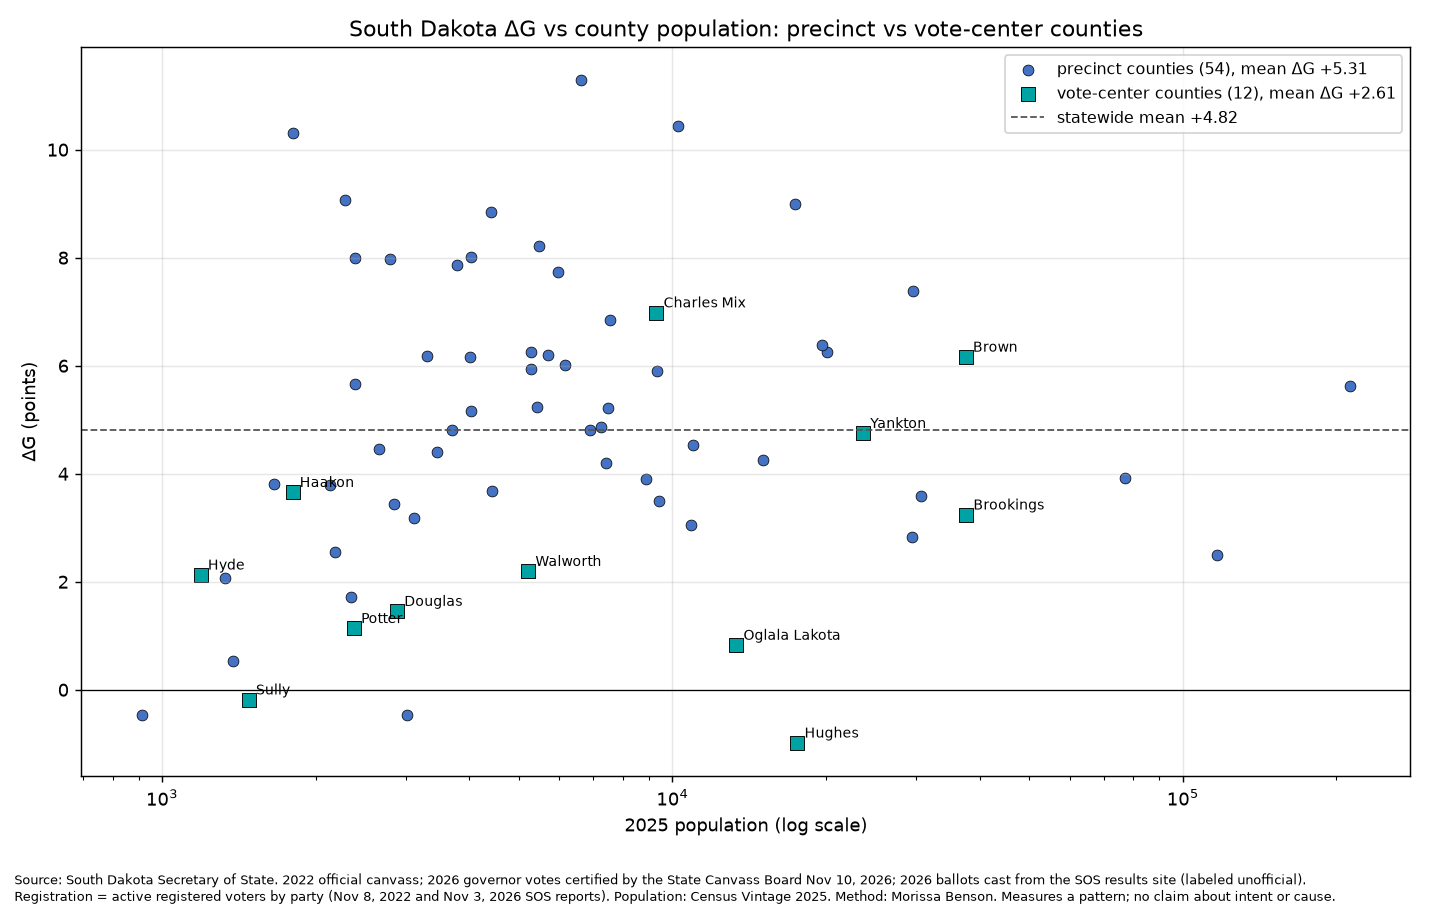 South Dakota ΔG vs county population: precinct vs vote-center counties
precinct counties (54), mean ΔG +5.31
vote-center counties (12), mean ΔG +2.61
statewide mean +4.82
10
8
6
4
2
0
ΔG (points)
Charles Mix
Brown
Yankton
Haakon
Brookings
Hyde
Walworth
Douglas
Potter
Oglala Lakota
Sully
Hughes
10³
10⁴
10⁵
2025 population (log scale)
Source: South Dakota Secretary of State. 2022 official canvass; 2026 governor votes certified by the State Canvass Board Nov 10, 2026; 2026 ballots cast from the SOS results site (labeled unofficial).
Registration = active registered voters by party (Nov 8, 2022 and Nov 3, 2026 SOS reports). Population: Census Vintage 2025. Method: Morissa Benson. Measures a pattern; no claim about intent or cause.